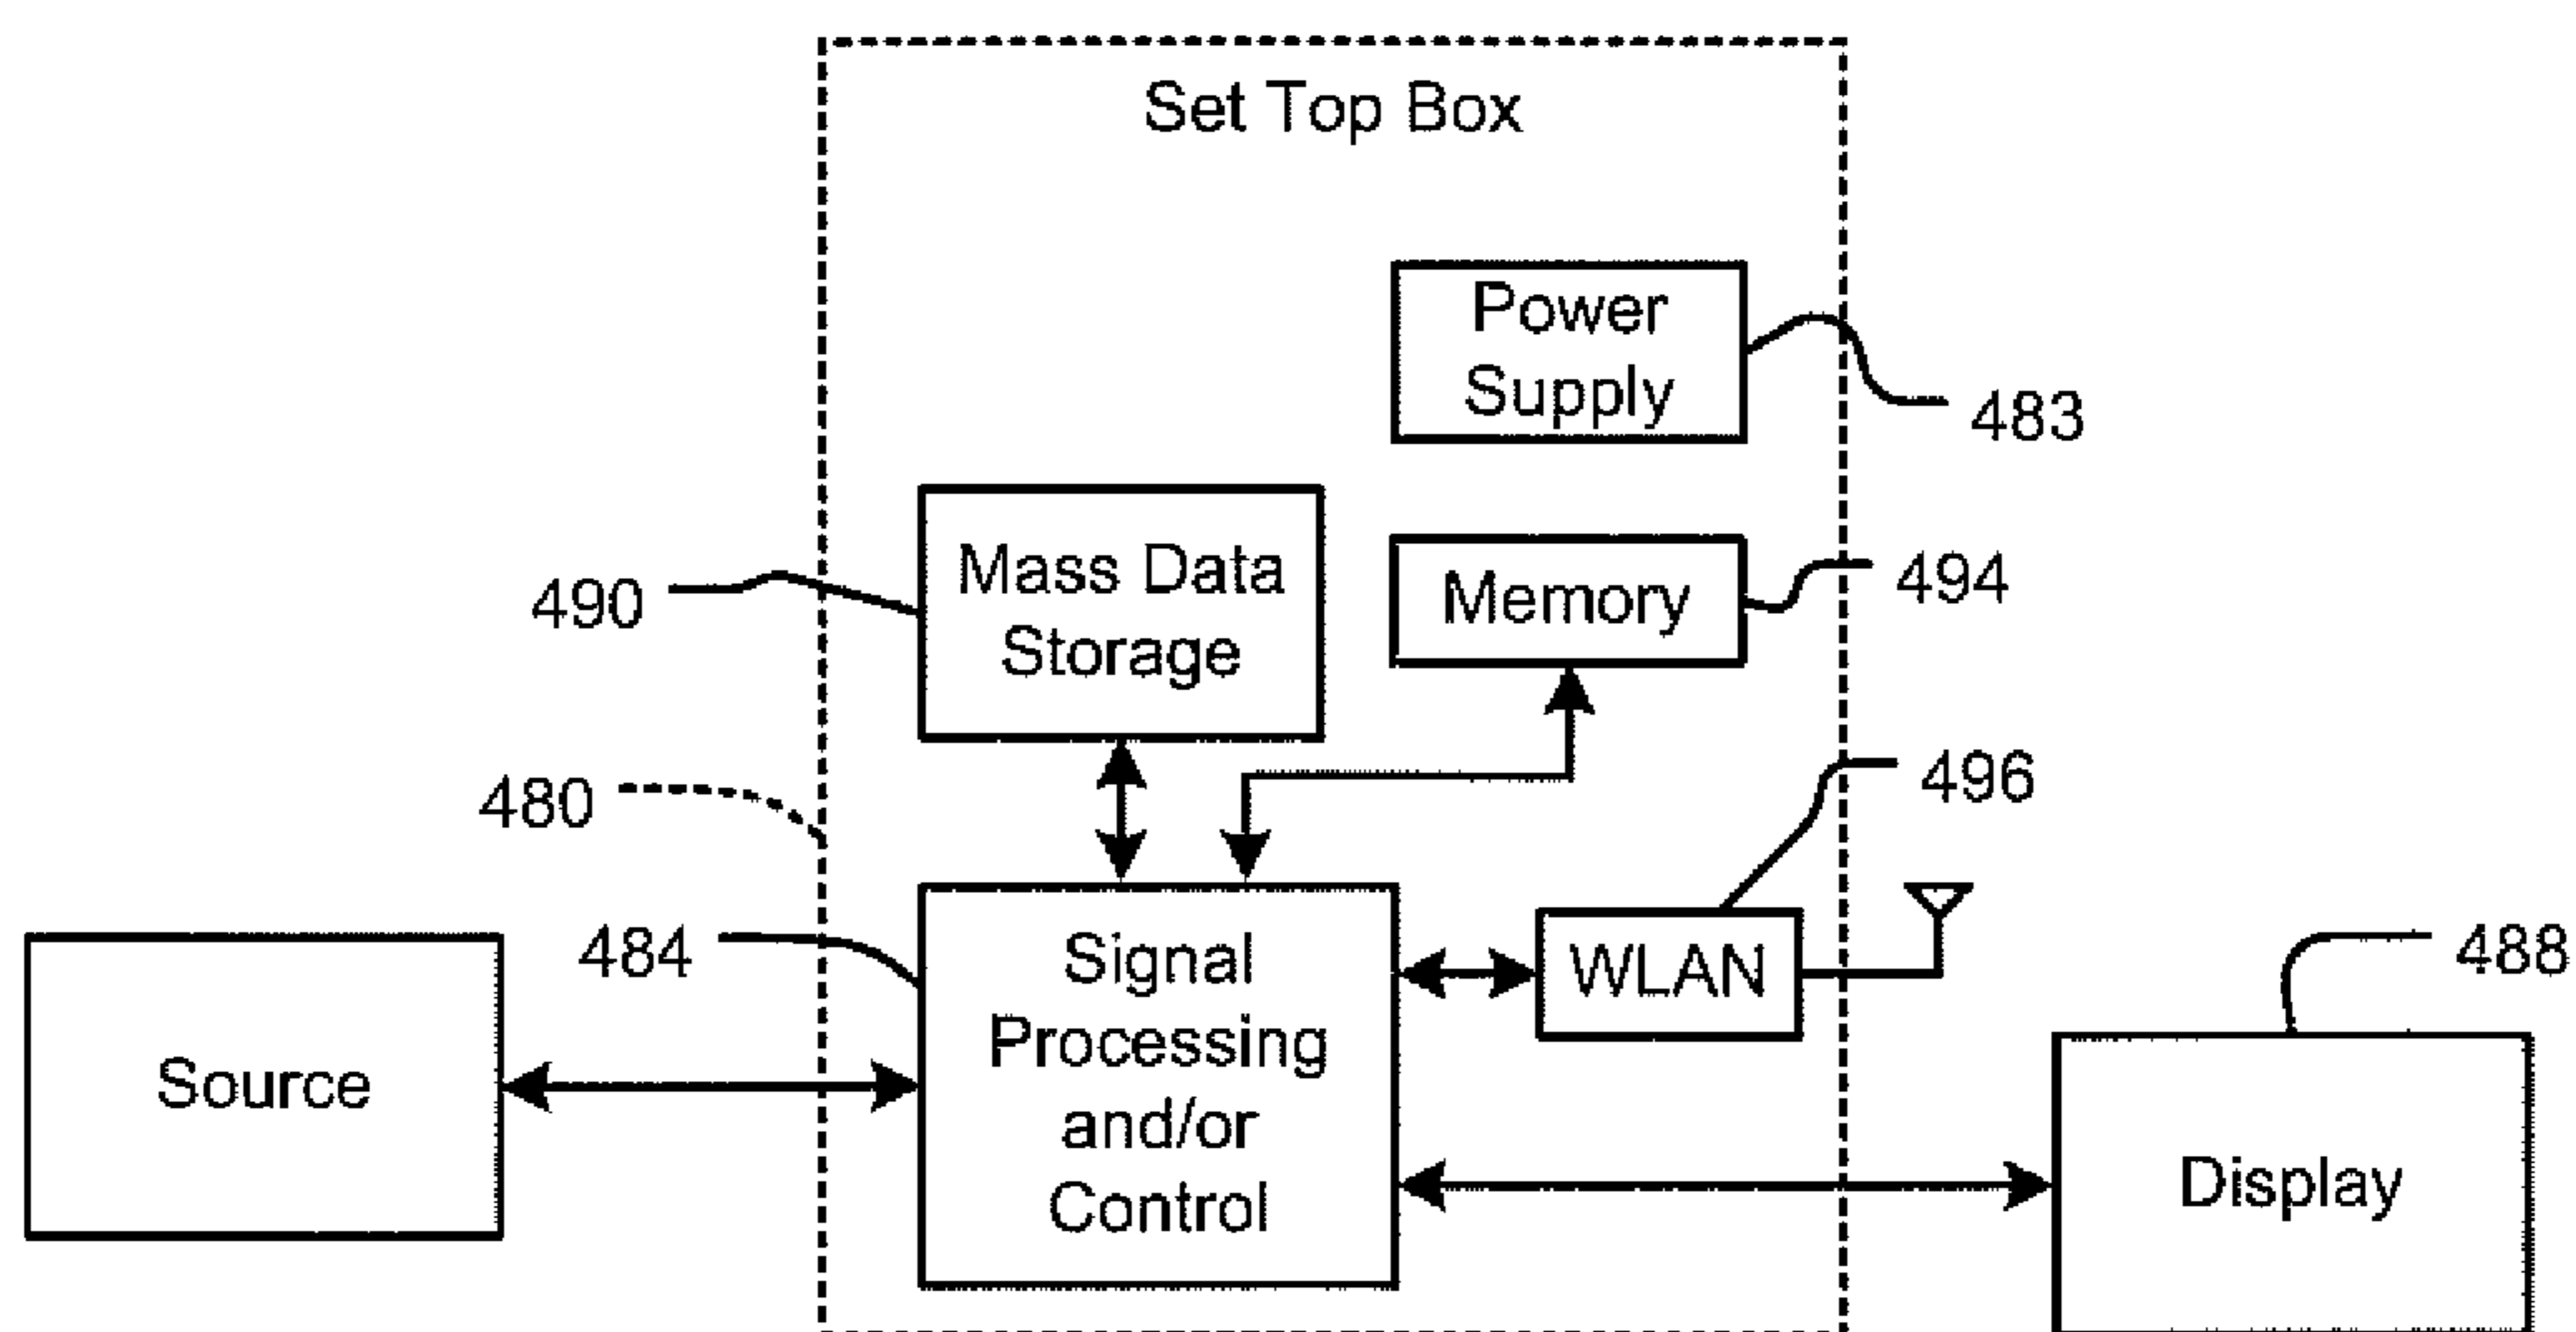 Set Top Box
Power
Supply
483
Mass Data
Storage
490
Memory
494
480
496
484
Signal
Processing
and/or
Control
WLAN
488
Source
Display